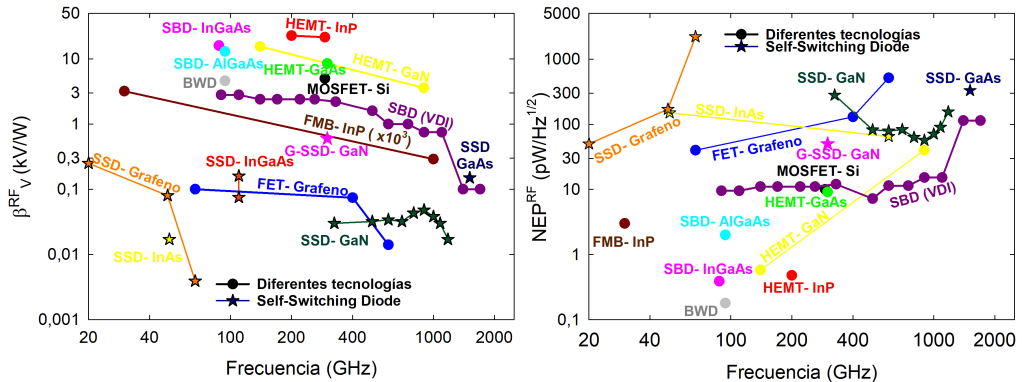 50
10
5
3
1
0,3
0,1
0,01
0,001
β^RF_V (kV/W)
SBD- InGaAs
HEMT- InP
SBD- AlGaAs
HEMT-GaAs
HEMT- GaN
BWD
MOSFET- Si
SBD (VDI)
FMB- InP ( x10³)
G-SSD-GaN
SSD GaAs
SSD- Grafeno
SSD- InGaAs
FET- Grafeno
SSD- GaN
SSD- InAs
Diferentes tecnologías
Self-Switching Diode
20 40 100 200 400 1000 2000
Frecuencia (GHz)
5000
1000
300
100
30
10
1
0,1
NEP^RF (pW/Hz^1/2)
Diferentes tecnologías
Self-Switching Diode
SSD- GaN
SSD- GaAs
SSD- InAs
SSD- Grafeno
FET- Grafeno
G-SSD- GaN
MOSFET- Si
HEMT- GaAs
SBD (VDI)
SBD- AlGaAs
FMB- InP
HEMT- GaN
SBD- InGaAs
HEMT- InP
BWD
20 40 100 200 400 1000 2000
Frecuencia (GHz)